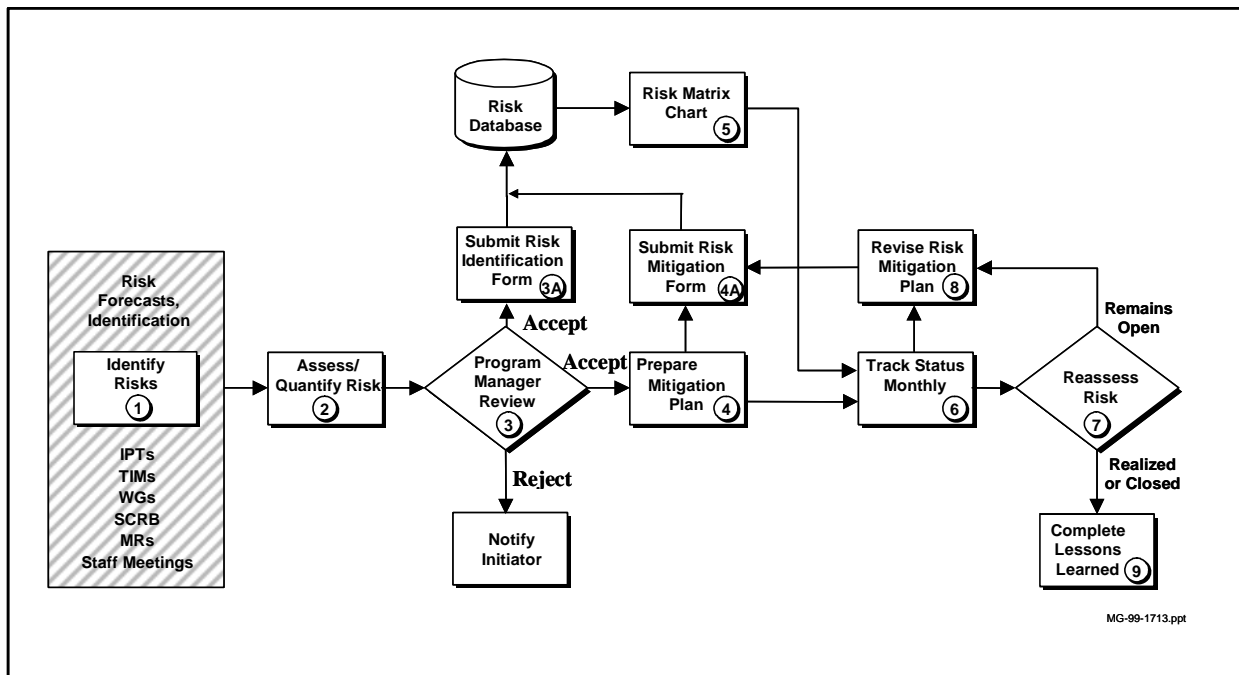 Risk
Database
Risk Matrix
Chart
5
Submit Risk
Identification
Form
3A
Submit Risk
Mitigation
Form
4A
Revise Risk
Mitigation
Plan
8
Risk
Forecasts,
Identification
Identify
Risks
1
IPTs
TIMs
WGs
SCRB
MRs
Staff Meetings
Assess/
Quantify Risk
2
Accept
Program
Manager
Review
3
Accept
Prepare
Mitigation
Plan
4
Track Status
Monthly
6
Remains
Open
Reassess
Risk
7
Reject
Notify
Initiator
Realized
or Closed
Complete
Lessons
Learned
9
MG-99-1713.ppt